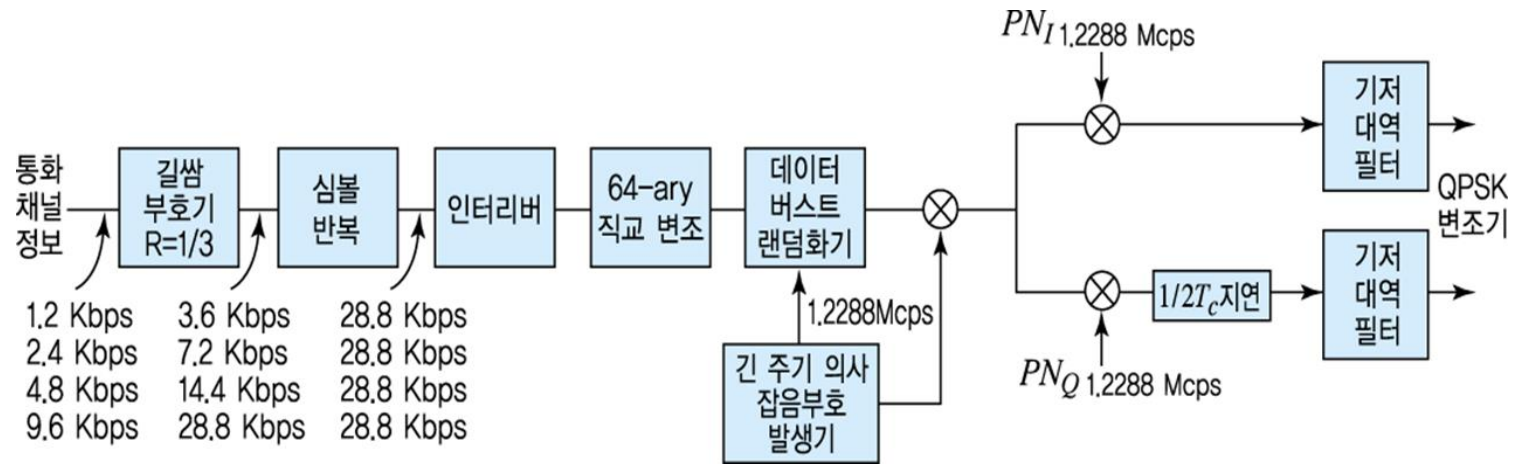 통화
채널
정보
길쌈
부호기
R=1/3
심볼
반복
인터리버
64-ary
직교 변조
데이터
버스트
랜덤화기
PN_I 1.2288 Mcps
기저
대역
필터
QPSK
변조기
1.2 Kbps 3.6 Kbps 28.8 Kbps
2.4 Kbps 7.2 Kbps 28.8 Kbps
4.8 Kbps 14.4 Kbps 28.8 Kbps
9.6 Kbps 28.8 Kbps 28.8 Kbps
1.2288Mcps
긴 주기 의사
잡음부호
발생기
PN_Q 1.2288 Mcps
1/2T_c지연
기저
대역
필터